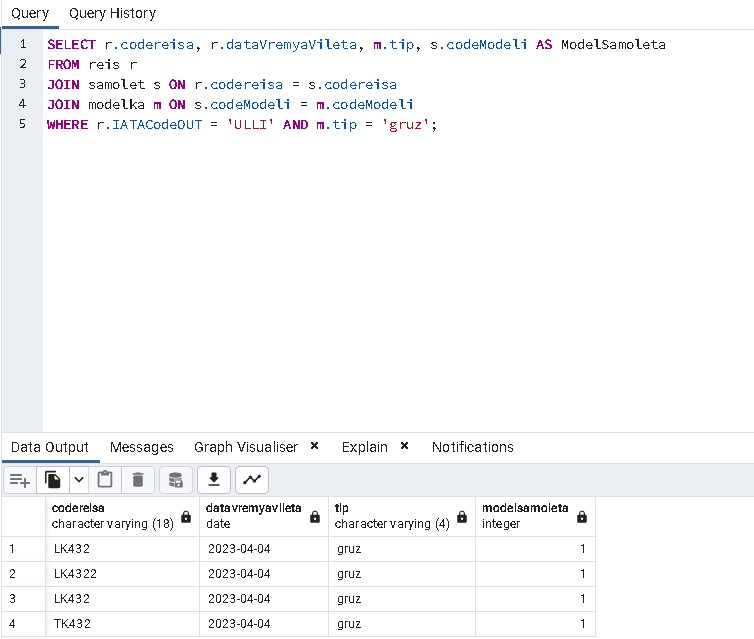 Query Query History
1 SELECT r.codereisa, r.dataVremyaVileta, m.tip, s.codeModeli AS ModelSamoleta
2 FROM reis r
3 JOIN samolet s ON r.codereisa = s.codereisa
4 JOIN modelka m ON s.codeModeli = m.codeModeli
5 WHERE r.IATACodeOUT = 'ULLI' AND m.tip = 'gruz';
Data Output Messages Graph Visualiser × Explain × Notifications
codereisa datavremyavileta tip modelsamoleta
character varying (18) date character varying (4) integer
1 LK432 2023-04-04 gruz 1
2 LK4322 2023-04-04 gruz 1
3 LK432 2023-04-04 gruz 1
4 TK432 2023-04-04 gruz 1